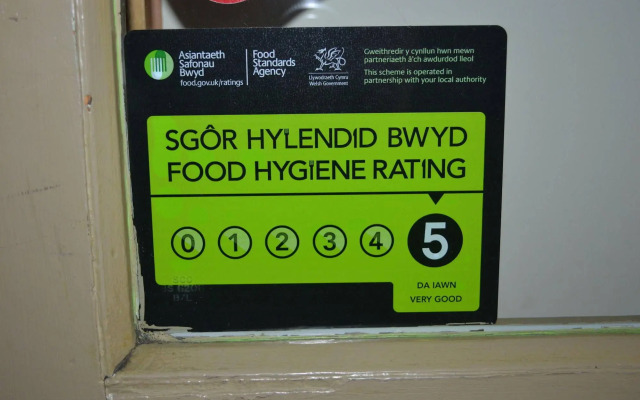 Asiantaeth
Safonau
Bwyd
food.gov.uk/ratings
Food
Standards
Agency
Llywodraeth Cymru
Welsh Government
Gweithredir y cynllun hwn mewn
partneriaeth â'ch awdurdod lleol
This scheme is operated in
partnership with your local authority
SGÔR HYLENDID BWYD
FOOD HYGIENE RATING
0 1 2 3 4 5
DA IAWN
VERY GOOD